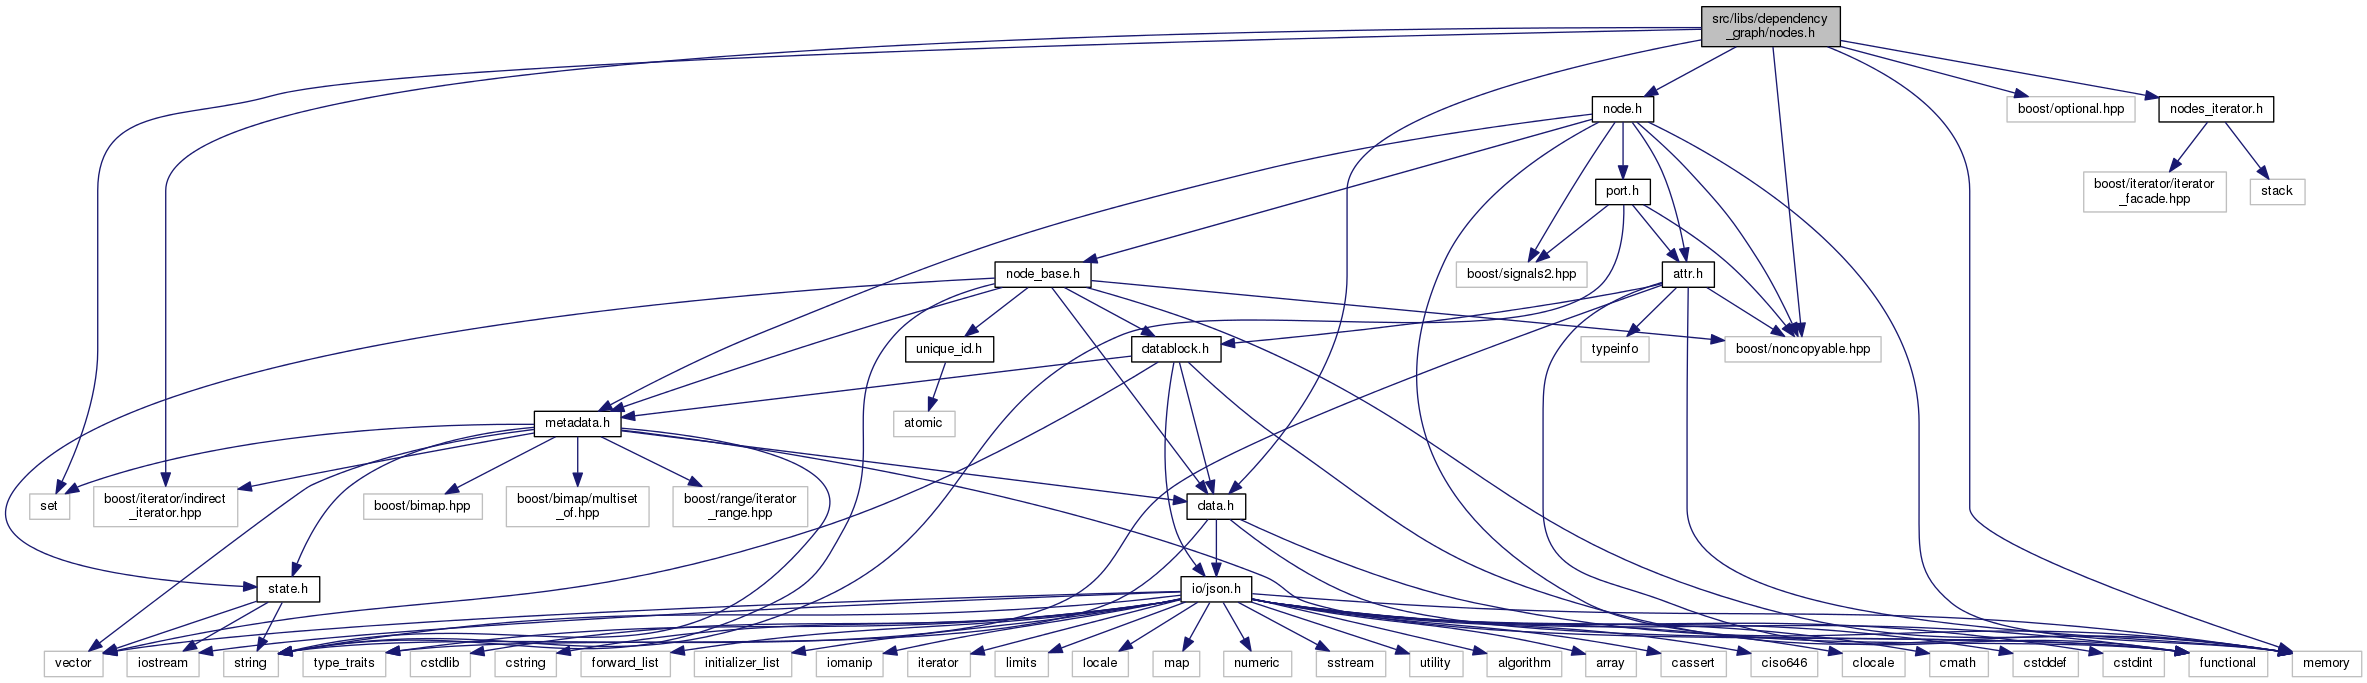 src/libs/dependency
_graph/nodes.h
node.h
boost/optional.hpp
nodes_iterator.h
port.h
boost/iterator/iterator
_facade.hpp
stack
node_base.h
boost/signals2.hpp
attr.h
unique_id.h
datablock.h
typeinfo
boost/noncopyable.hpp
metadata.h
atomic
set
boost/iterator/indirect
_iterator.hpp
boost/bimap.hpp
boost/bimap/multiset
_of.hpp
boost/range/iterator
_range.hpp
data.h
state.h
io/json.h
vector
iostream
string
type_traits
cstdlib
cstring
forward_list
initializer_list
iomanip
iterator
limits
locale
map
numeric
sstream
utility
algorithm
array
cassert
ciso646
clocale
cmath
cstddef
cstdint
functional
memory